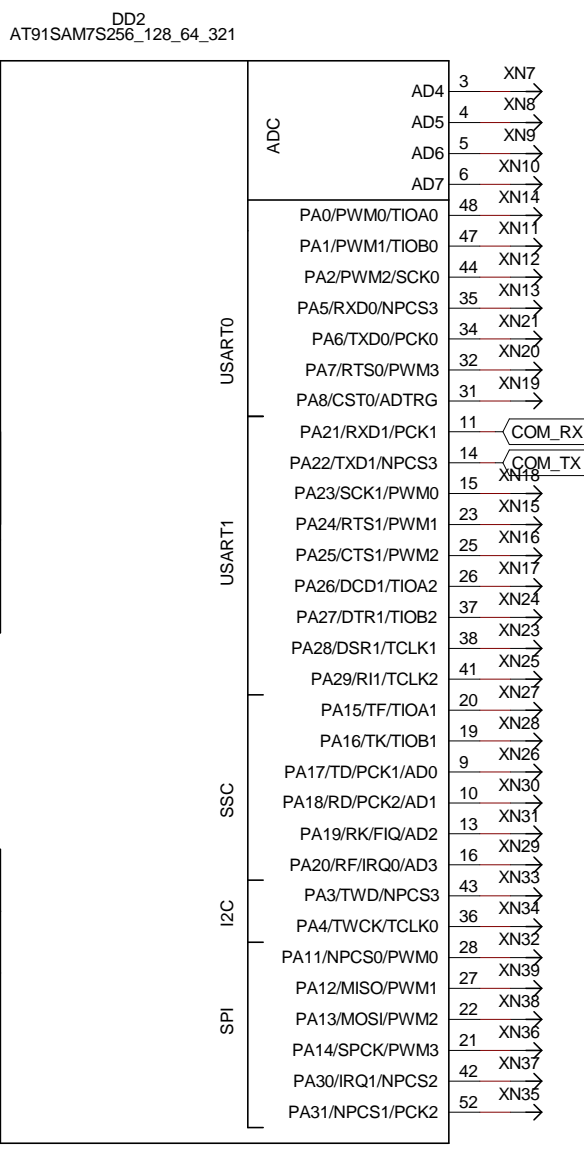 DD2
AT91SAM7S256_128_64_321
ADC
AD4 3 XN7
AD5 4 XN8
AD6 5 XN9
AD7 6 XN10
USART0
PA0/PWM0/TIOA0 48 XN14
PA1/PWM1/TIOB0 47 XN11
PA2/PWM2/SCK0 44 XN12
PA5/RXD0/NPCS3 35 XN13
PA6/TXD0/PCK0 34 XN21
PA7/RTS0/PWM3 32 XN20
PA8/CST0/ADTRG 31 XN19
USART1
PA21/RXD1/PCK1 11 COM_RX
PA22/TXD1/NPCS3 14 COM_TX
PA23/SCK1/PWM0 15 XN18
PA24/RTS1/PWM1 23 XN15
PA25/CTS1/PWM2 25 XN16
PA26/DCD1/TIOA2 26 XN17
PA27/DTR1/TIOB2 37 XN24
PA28/DSR1/TCLK1 38 XN23
PA29/RI1/TCLK2 41 XN25
SSC
PA15/TF/TIOA1 20 XN27
PA16/TK/TIOB1 19 XN28
PA17/TD/PCK1/AD0 9 XN26
PA18/RD/PCK2/AD1 10 XN30
PA19/RK/FIQ/AD2 13 XN31
PA20/RF/IRQ0/AD3 16 XN29
I2C
PA3/TWD/NPCS3 43 XN33
PA4/TWCK/TCLK0 36 XN34
SPI
PA11/NPCS0/PWM0 28 XN32
PA12/MISO/PWM1 27 XN39
PA13/MOSI/PWM2 22 XN38
PA14/SPCK/PWM3 21 XN36
PA30/IRQ1/NPCS2 42 XN37
PA31/NPCS1/PCK2 52 XN35